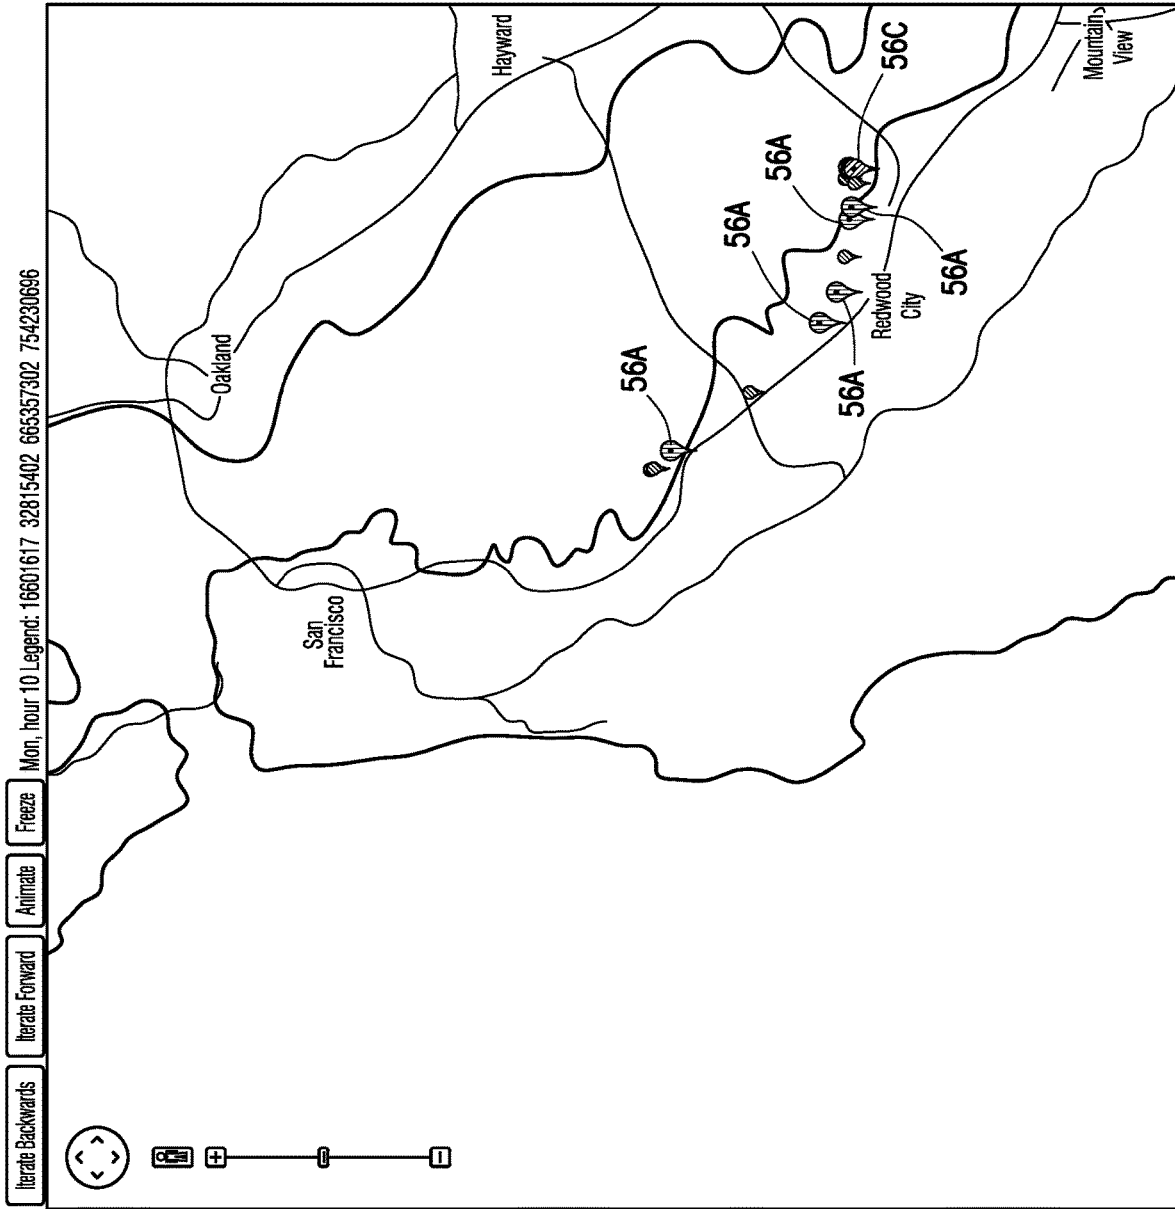 Iterate Backwards
Iterate Forward
Animate
Freeze
Mon, hour 10 Legend: 16601617 32815402 665357302 754230696
Oakland
Hayward
San
Francisco
56A
56A
56A
56C
56A
56A
Redwood
City
Mountain
View